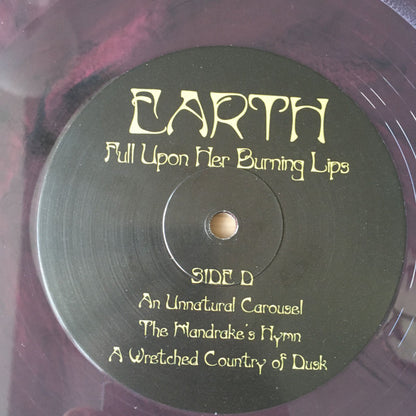 EARTH
Full Upon Her Burning Lips
SIDE D
An Unnatural Carousel
The Mandrake's Hymn
A Wretched Country of Dusk